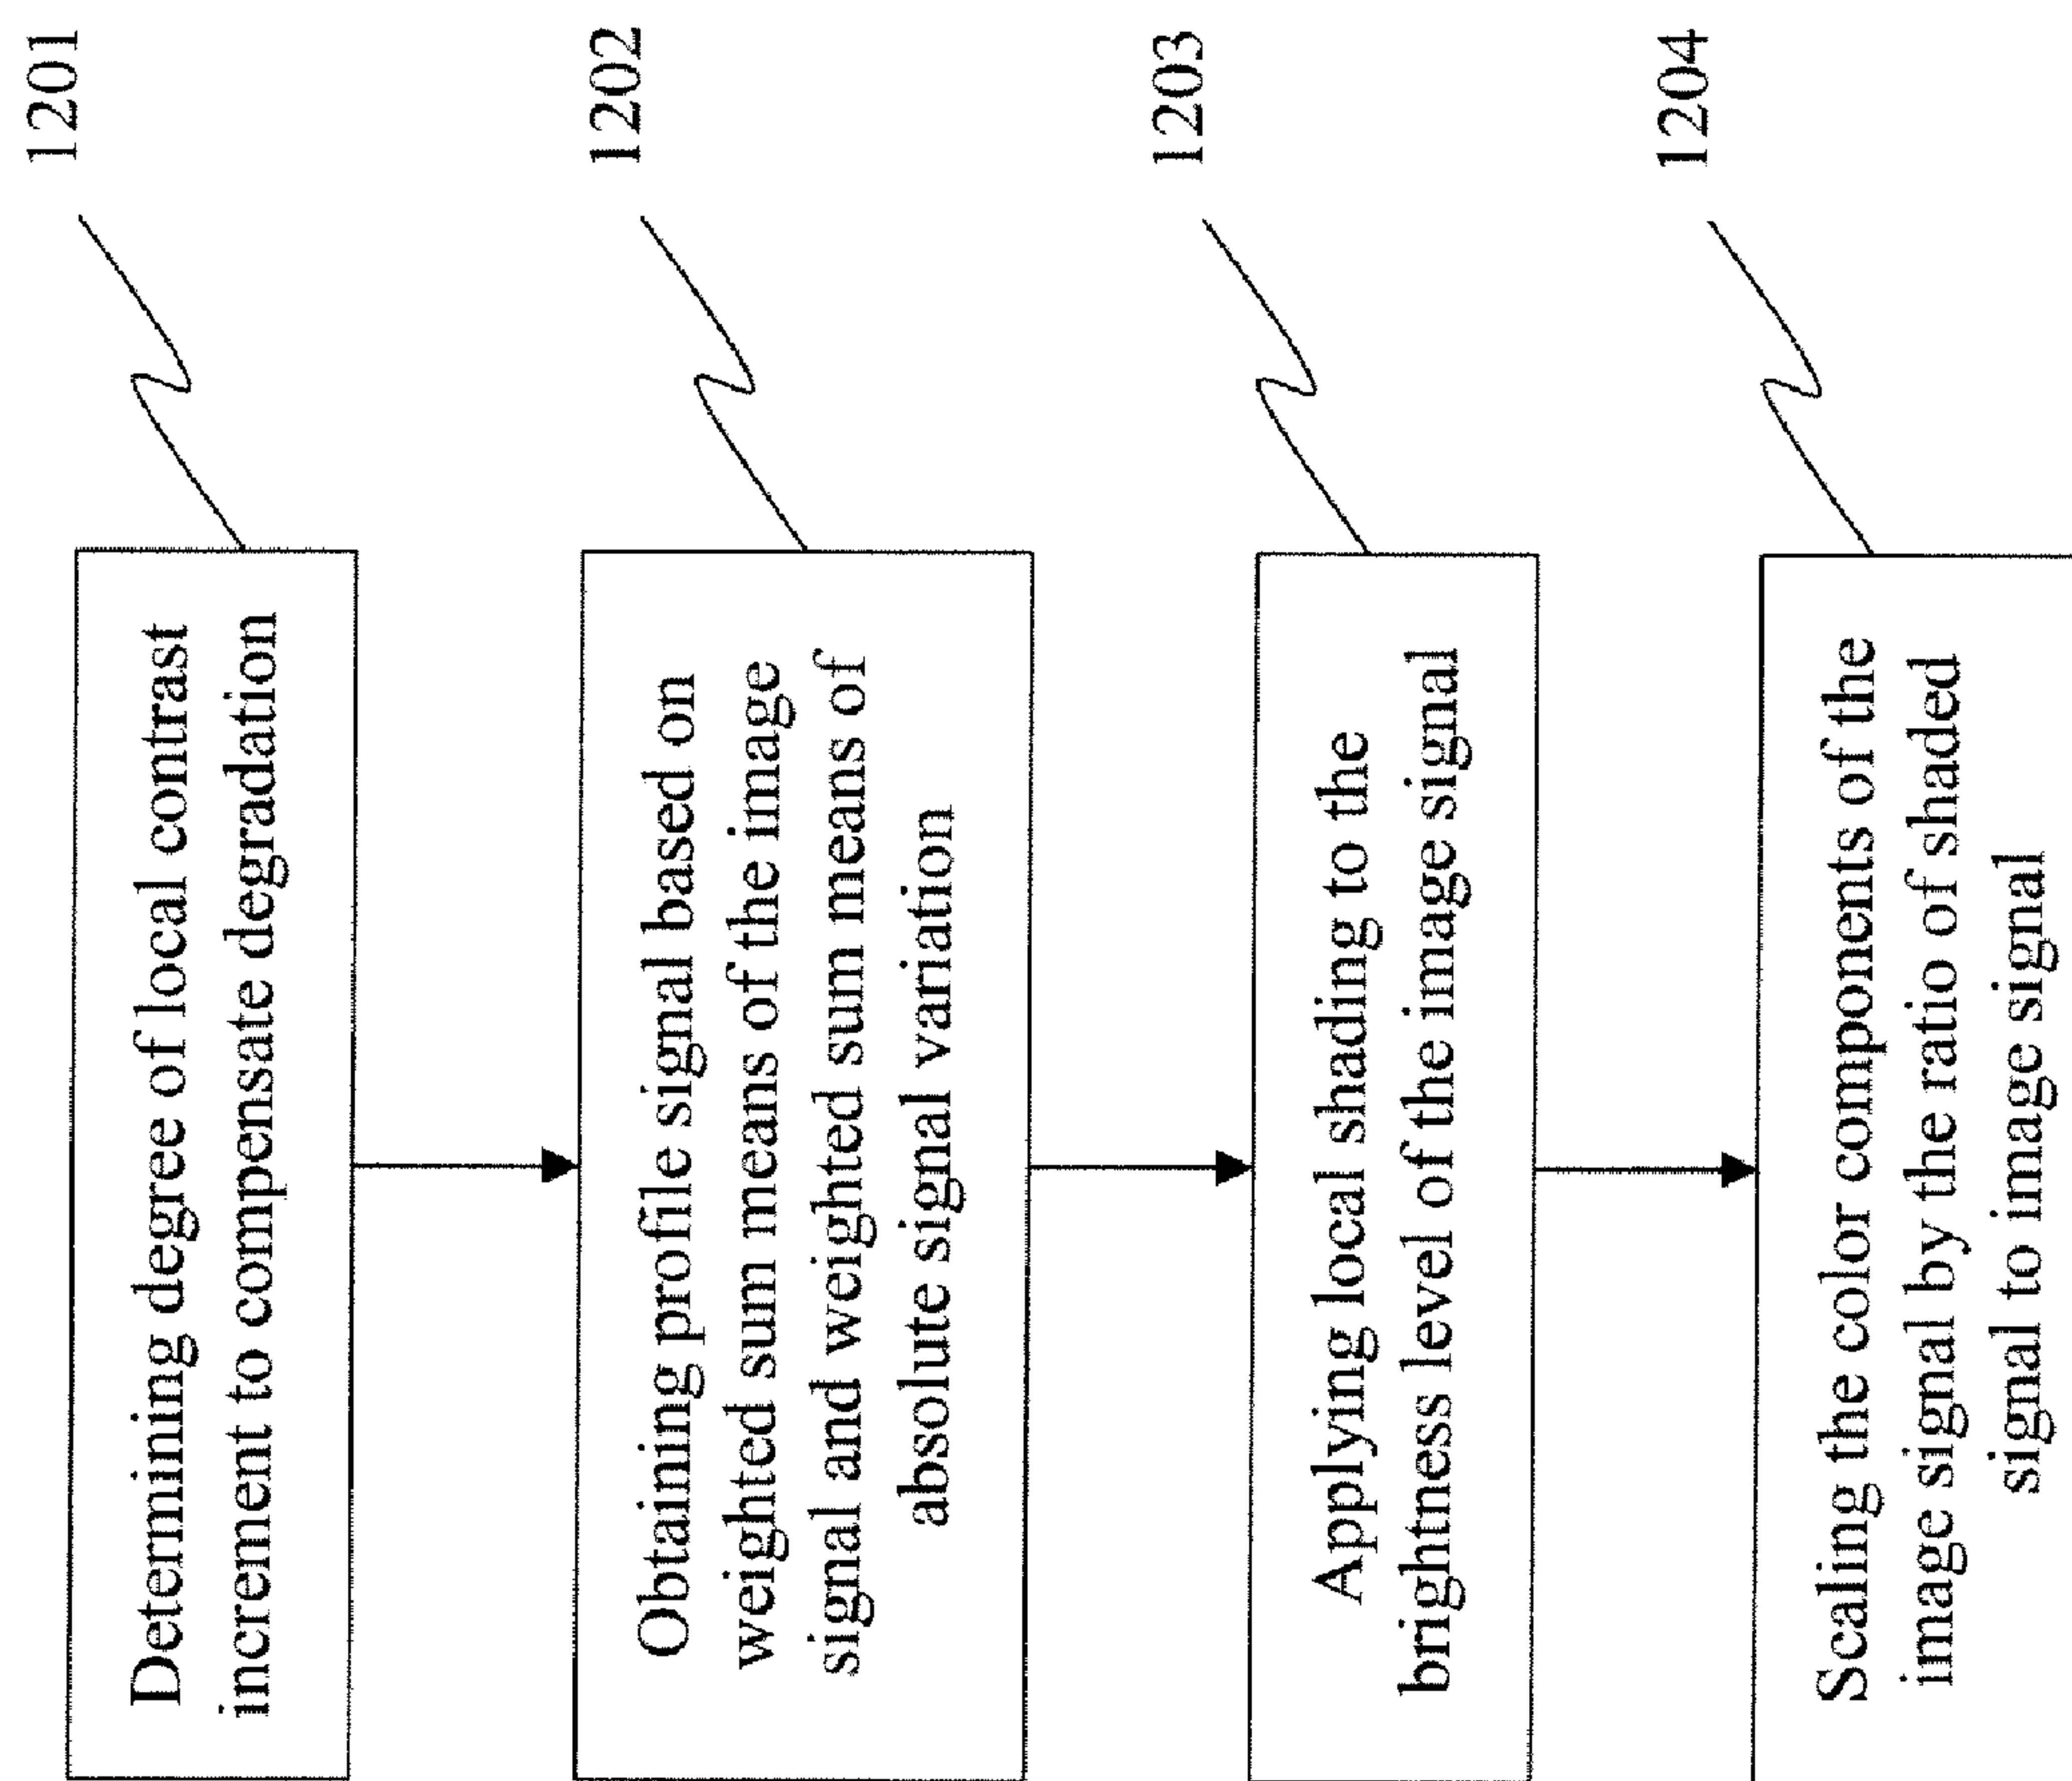 1201
Determining degree of local contrast
increment to compensate degradation
1202
Obtaining profile signal based on
weighted sum means of the image
signal and weighted sum means of
absolute signal variation
1203
Applying local shading to the
brightness level of the image signal
1204
Scaling the color components of the
image signal by the ratio of shaded
signal to image signal